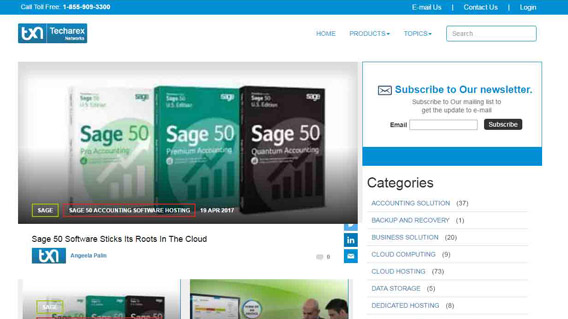 Call Toll Free: 1-855-909-3300
E-mail Us | Contact Us | Login
txn Techarex Networks
HOME PRODUCTS TOPICS Search
sage sage sage
U.S. Edition U.S. Edition U.S. Edition
Sage 50 Sage 50 Sage 50
Pro Accounting Premium Accounting Quantum Accounting
SAGE SAGE 50 ACCOUNTING SOFTWARE HOSTING 19 APR 2017
Sage 50 Software Sticks Its Roots In The Cloud
txn Angeela Palin 0
in
SAGE
Subscribe to Our newsletter.
Subscribe to Our mailing list to
get the update to e-mail
Email Subscribe
Categories
ACCOUNTING SOLUTION (37)
BACKUP AND RECOVERY (1)
BUSINESS SOLUTION (20)
CLOUD COMPUTING (9)
CLOUD HOSTING (73)
DATA STORAGE (5)
DEDICATED HOSTING (8)